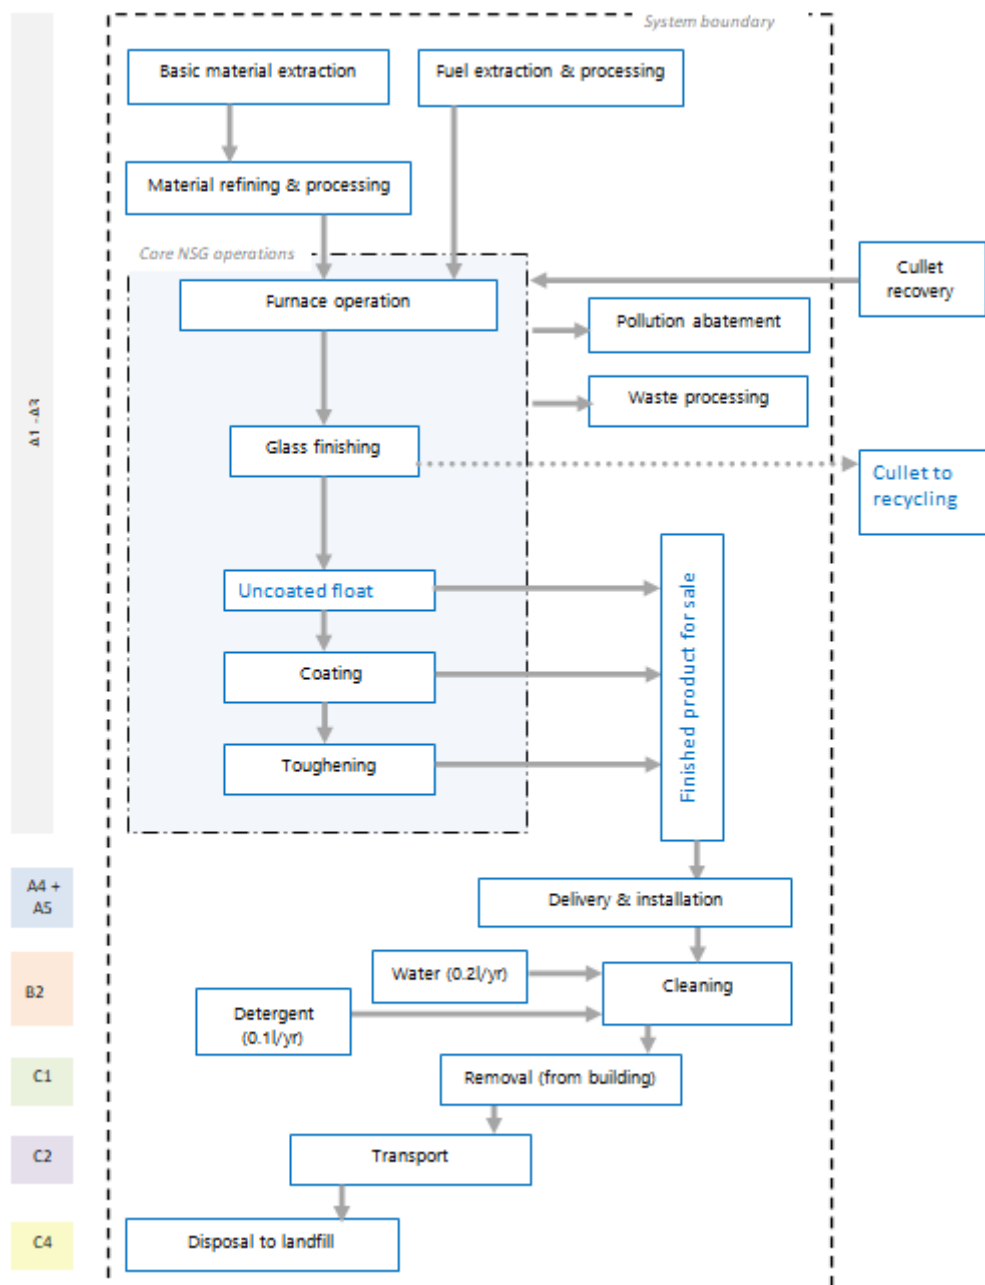 System boundary
Basic material extraction
Fuel extraction & processing
Material refining & processing
Core NSG operations
Cullet
recovery
Furnace operation
Pollution abatement
Waste processing
A1 -A3
Glass finishing
Cullet to
recycling
Uncoated float
Coating
Toughening
Finished product for sale
A4 +
A5
Delivery & installation
B2
Water (0.2l/yr)
Cleaning
Detergent
(0.1l/yr)
C1
Removal (from building)
C2
Transport
C4
Disposal to landfill